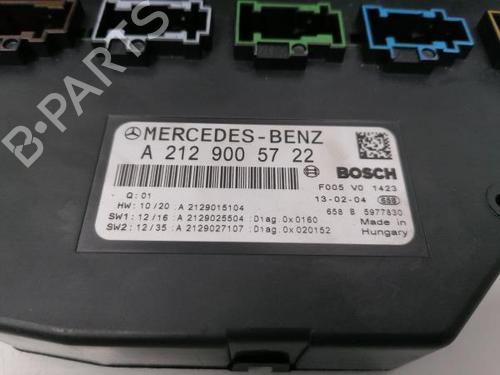 MERCEDES-BENZ
A 212 900 57 22
BOSCH
Q: 01
HW: 10/20 : A 2129015104
SW1: 12/16 : A 2129025504 : Diag 0x0160
SW2: 12/35 : A 2129027107 : Diag 0x020152
F005 V0 1423
13-02-04 658
658 B 5977830
Made in
Hungary
B-PARTS